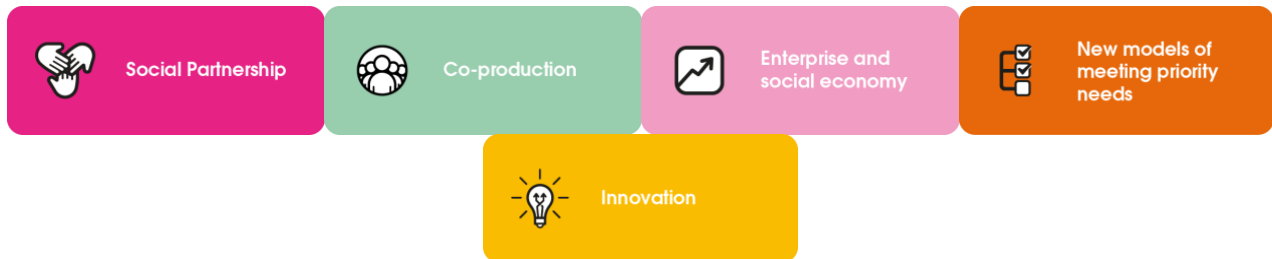 Social Partnership
Co-production
Enterprise and
social economy
New models of
meeting priority
needs
Innovation